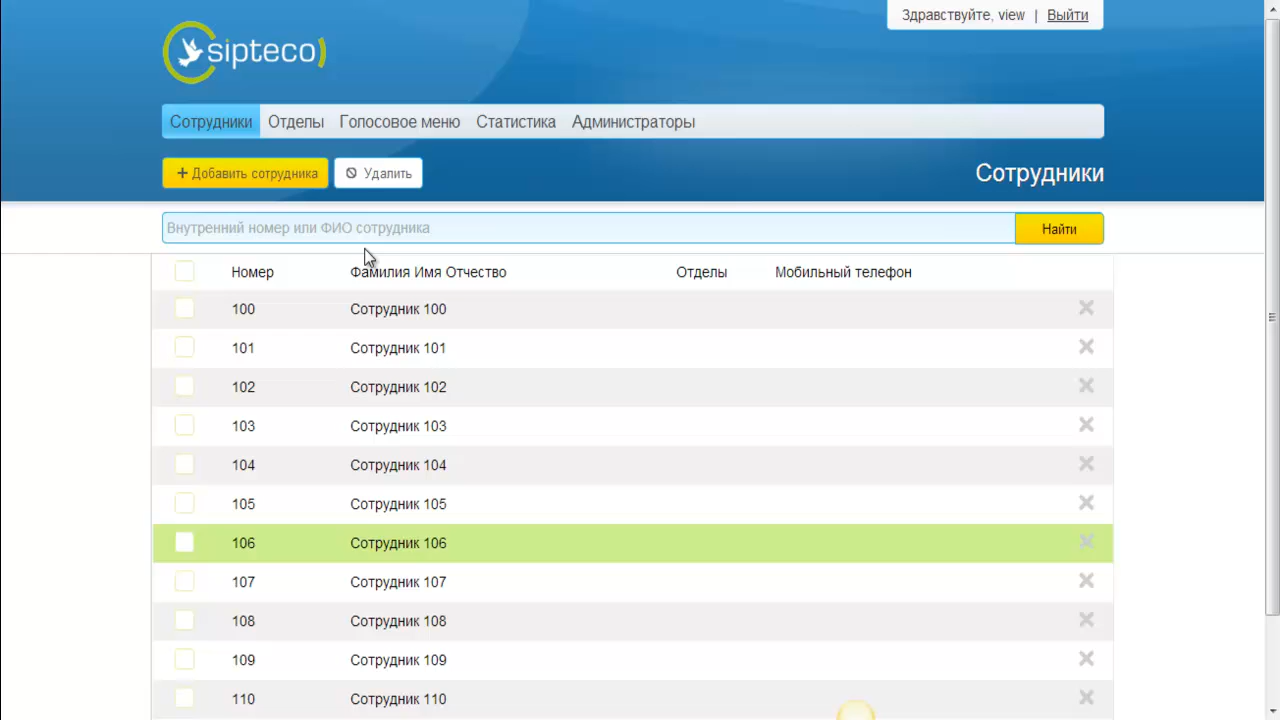 Здравствуйте, view | Выйти
sipteco
Сотрудники Отделы Голосовое меню Статистика Администраторы
+ Добавить сотрудника Удалить Сотрудники
Внутренний номер или ФИО сотрудника Найти
Номер Фамилия Имя Отчество Отделы Мобильный телефон
100 Сотрудник 100
101 Сотрудник 101
102 Сотрудник 102
103 Сотрудник 103
104 Сотрудник 104
105 Сотрудник 105
106 Сотрудник 106
107 Сотрудник 107
108 Сотрудник 108
109 Сотрудник 109
110 Сотрудник 110